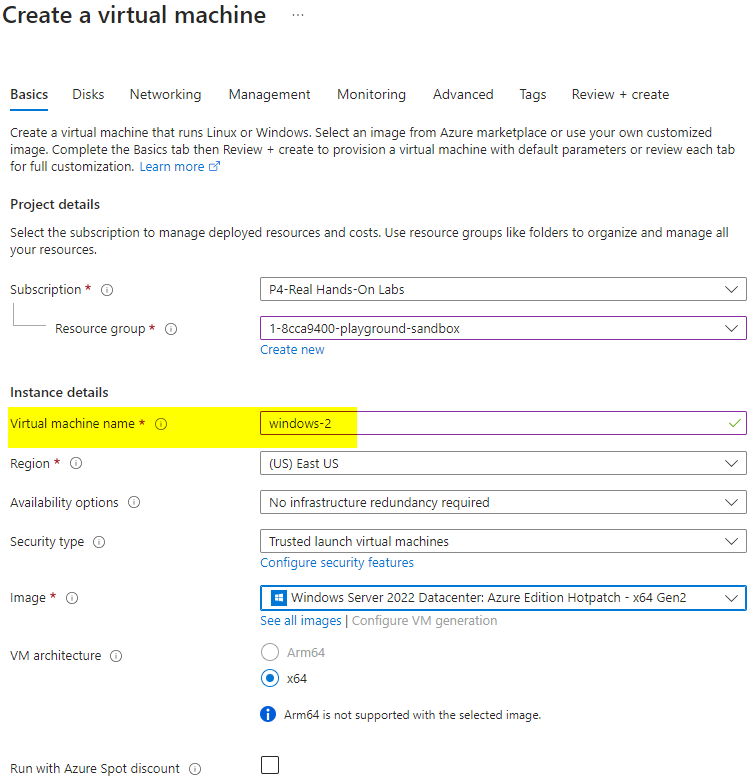 Create a virtual machine ...
Basics Disks Networking Management Monitoring Advanced Tags Review + create
Create a virtual machine that runs Linux or Windows. Select an image from Azure marketplace or use your own customized
image. Complete the Basics tab then Review + create to provision a virtual machine with default parameters or review each tab
for full customization. Learn more
Project details
Select the subscription to manage deployed resources and costs. Use resource groups like folders to organize and manage all
your resources.
Subscription * P4-Real Hands-On Labs
Resource group * 1-8cca9400-playground-sandbox
Create new
Instance details
Virtual machine name * windows-2
Region * (US) East US
Availability options No infrastructure redundancy required
Security type Trusted launch virtual machines
Configure security features
Image * Windows Server 2022 Datacenter: Azure Edition Hotpatch - x64 Gen2
See all images | Configure VM generation
VM architecture Arm64
x64
Arm64 is not supported with the selected image.
Run with Azure Spot discount